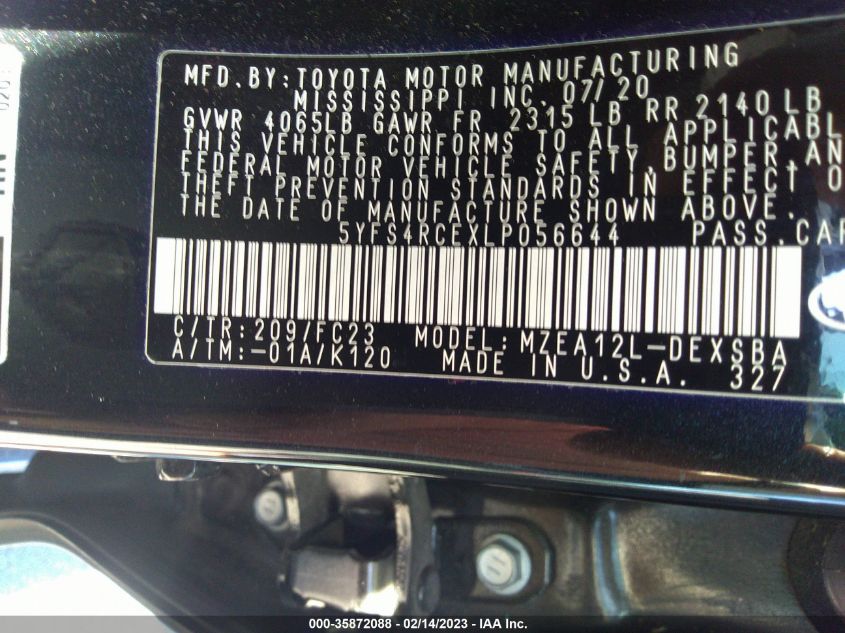 MFD. BY: TOYOTA MOTOR MANUFACTURING
MISSISSIPPI INC. 07/20
GVWR 4065LB GAWR FR 2315 LB RR 2140 LB
THIS VEHICLE CONFORMS TO ALL APPLICABL
FEDERAL MOTOR VEHICLE SAFETY, BUMPER, AN
THEFT PREVENTION STANDARDS IN EFFECT O
THE DATE OF MANUFACTURE SHOWN ABOVE.
5YFS4RCEXLP056644 PASS. CAR
C/TR: 209/FC23 MODEL: MZEA12L-DEXSBA
A/TM: -01A/K120 MADE IN U.S.A. 327
000-35872088 - 02/14/2023 - IAA Inc.